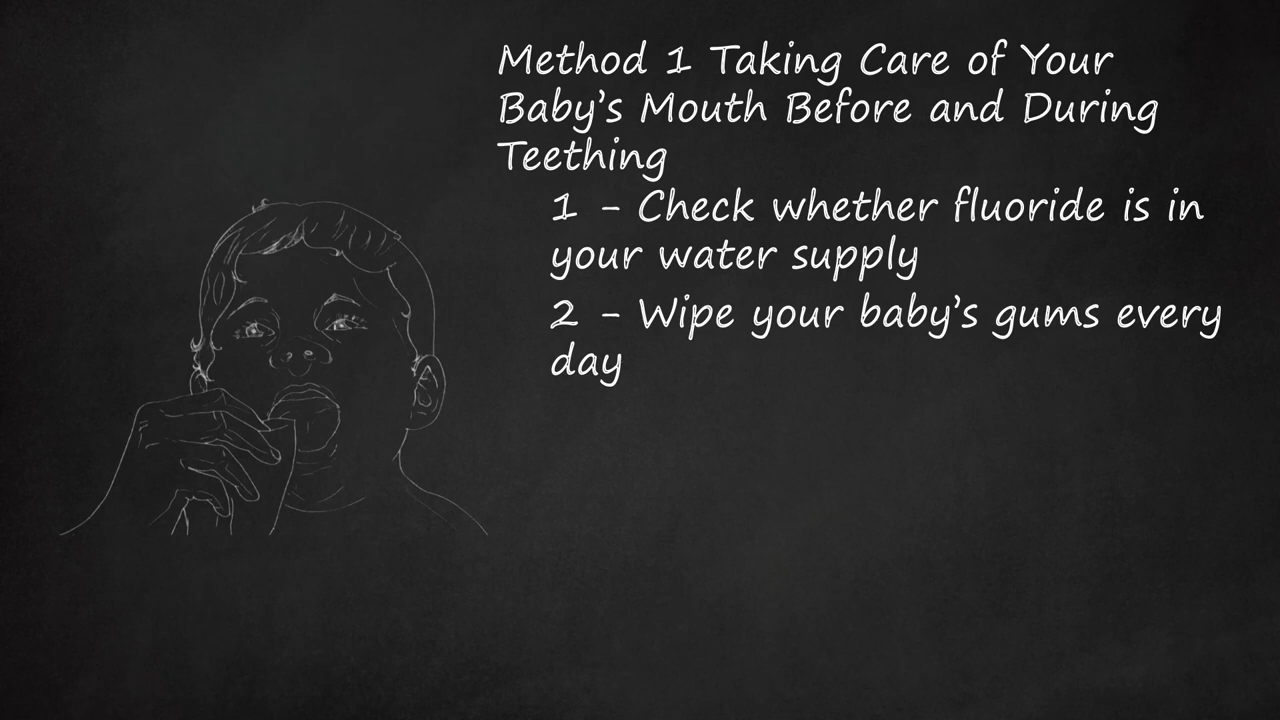 Method 1 Taking Care of Your
Baby’s Mouth Before and During
Teething
1 - Check whether fluoride is in
your water supply
2 - Wipe your baby’s gums every
day